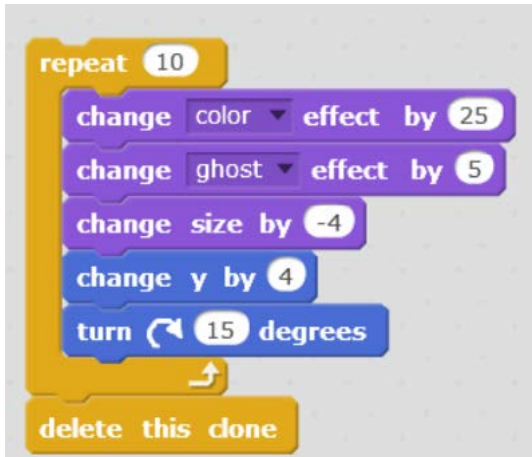 repeat 10
change color effect by 25
change ghost effect by 5
change size by -4
change y by 4
turn 15 degrees
delete this clone